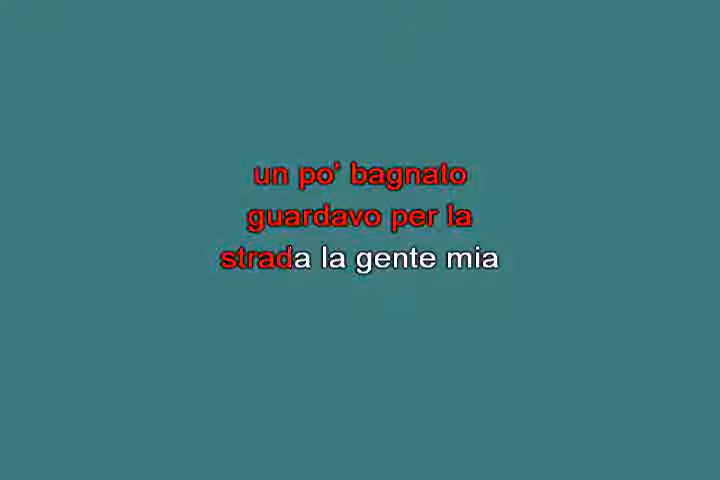 un po' bagnato
guardavo per la
strada la gente mia